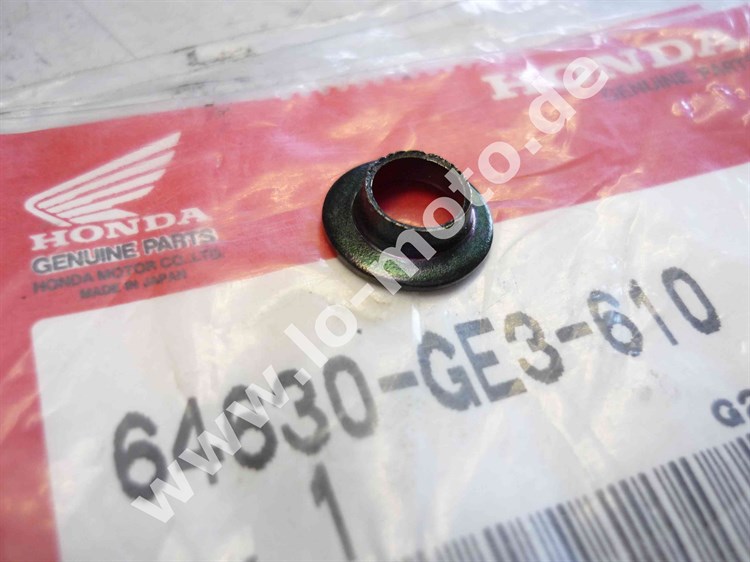 HONDA
GENUINE PARTS
HONDA
GENUINE PARTS
HONDA MOTOR CO., LTD.
MADE IN JAPAN
64630-GE3-610
1
www.lo-moto.de